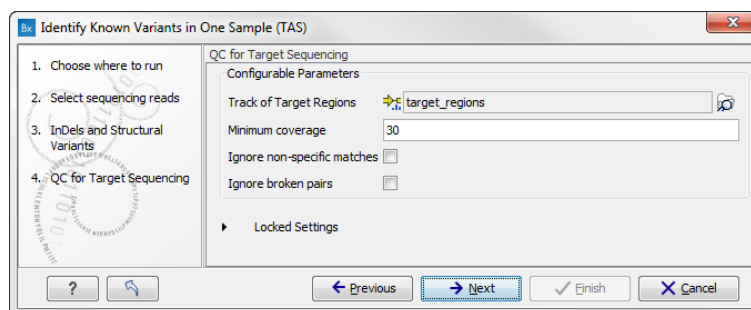 Bx Identify Known Variants in One Sample (TAS)
QC for Target Sequencing
1. Choose where to run
2. Select sequencing reads
3. InDels and Structural
Variants
4. QC for Target Sequencing
Configurable Parameters
Track of Target Regions target_regions
Minimum coverage 30
Ignore non-specific matches
Ignore broken pairs
Locked Settings
? Previous Next Finish Cancel